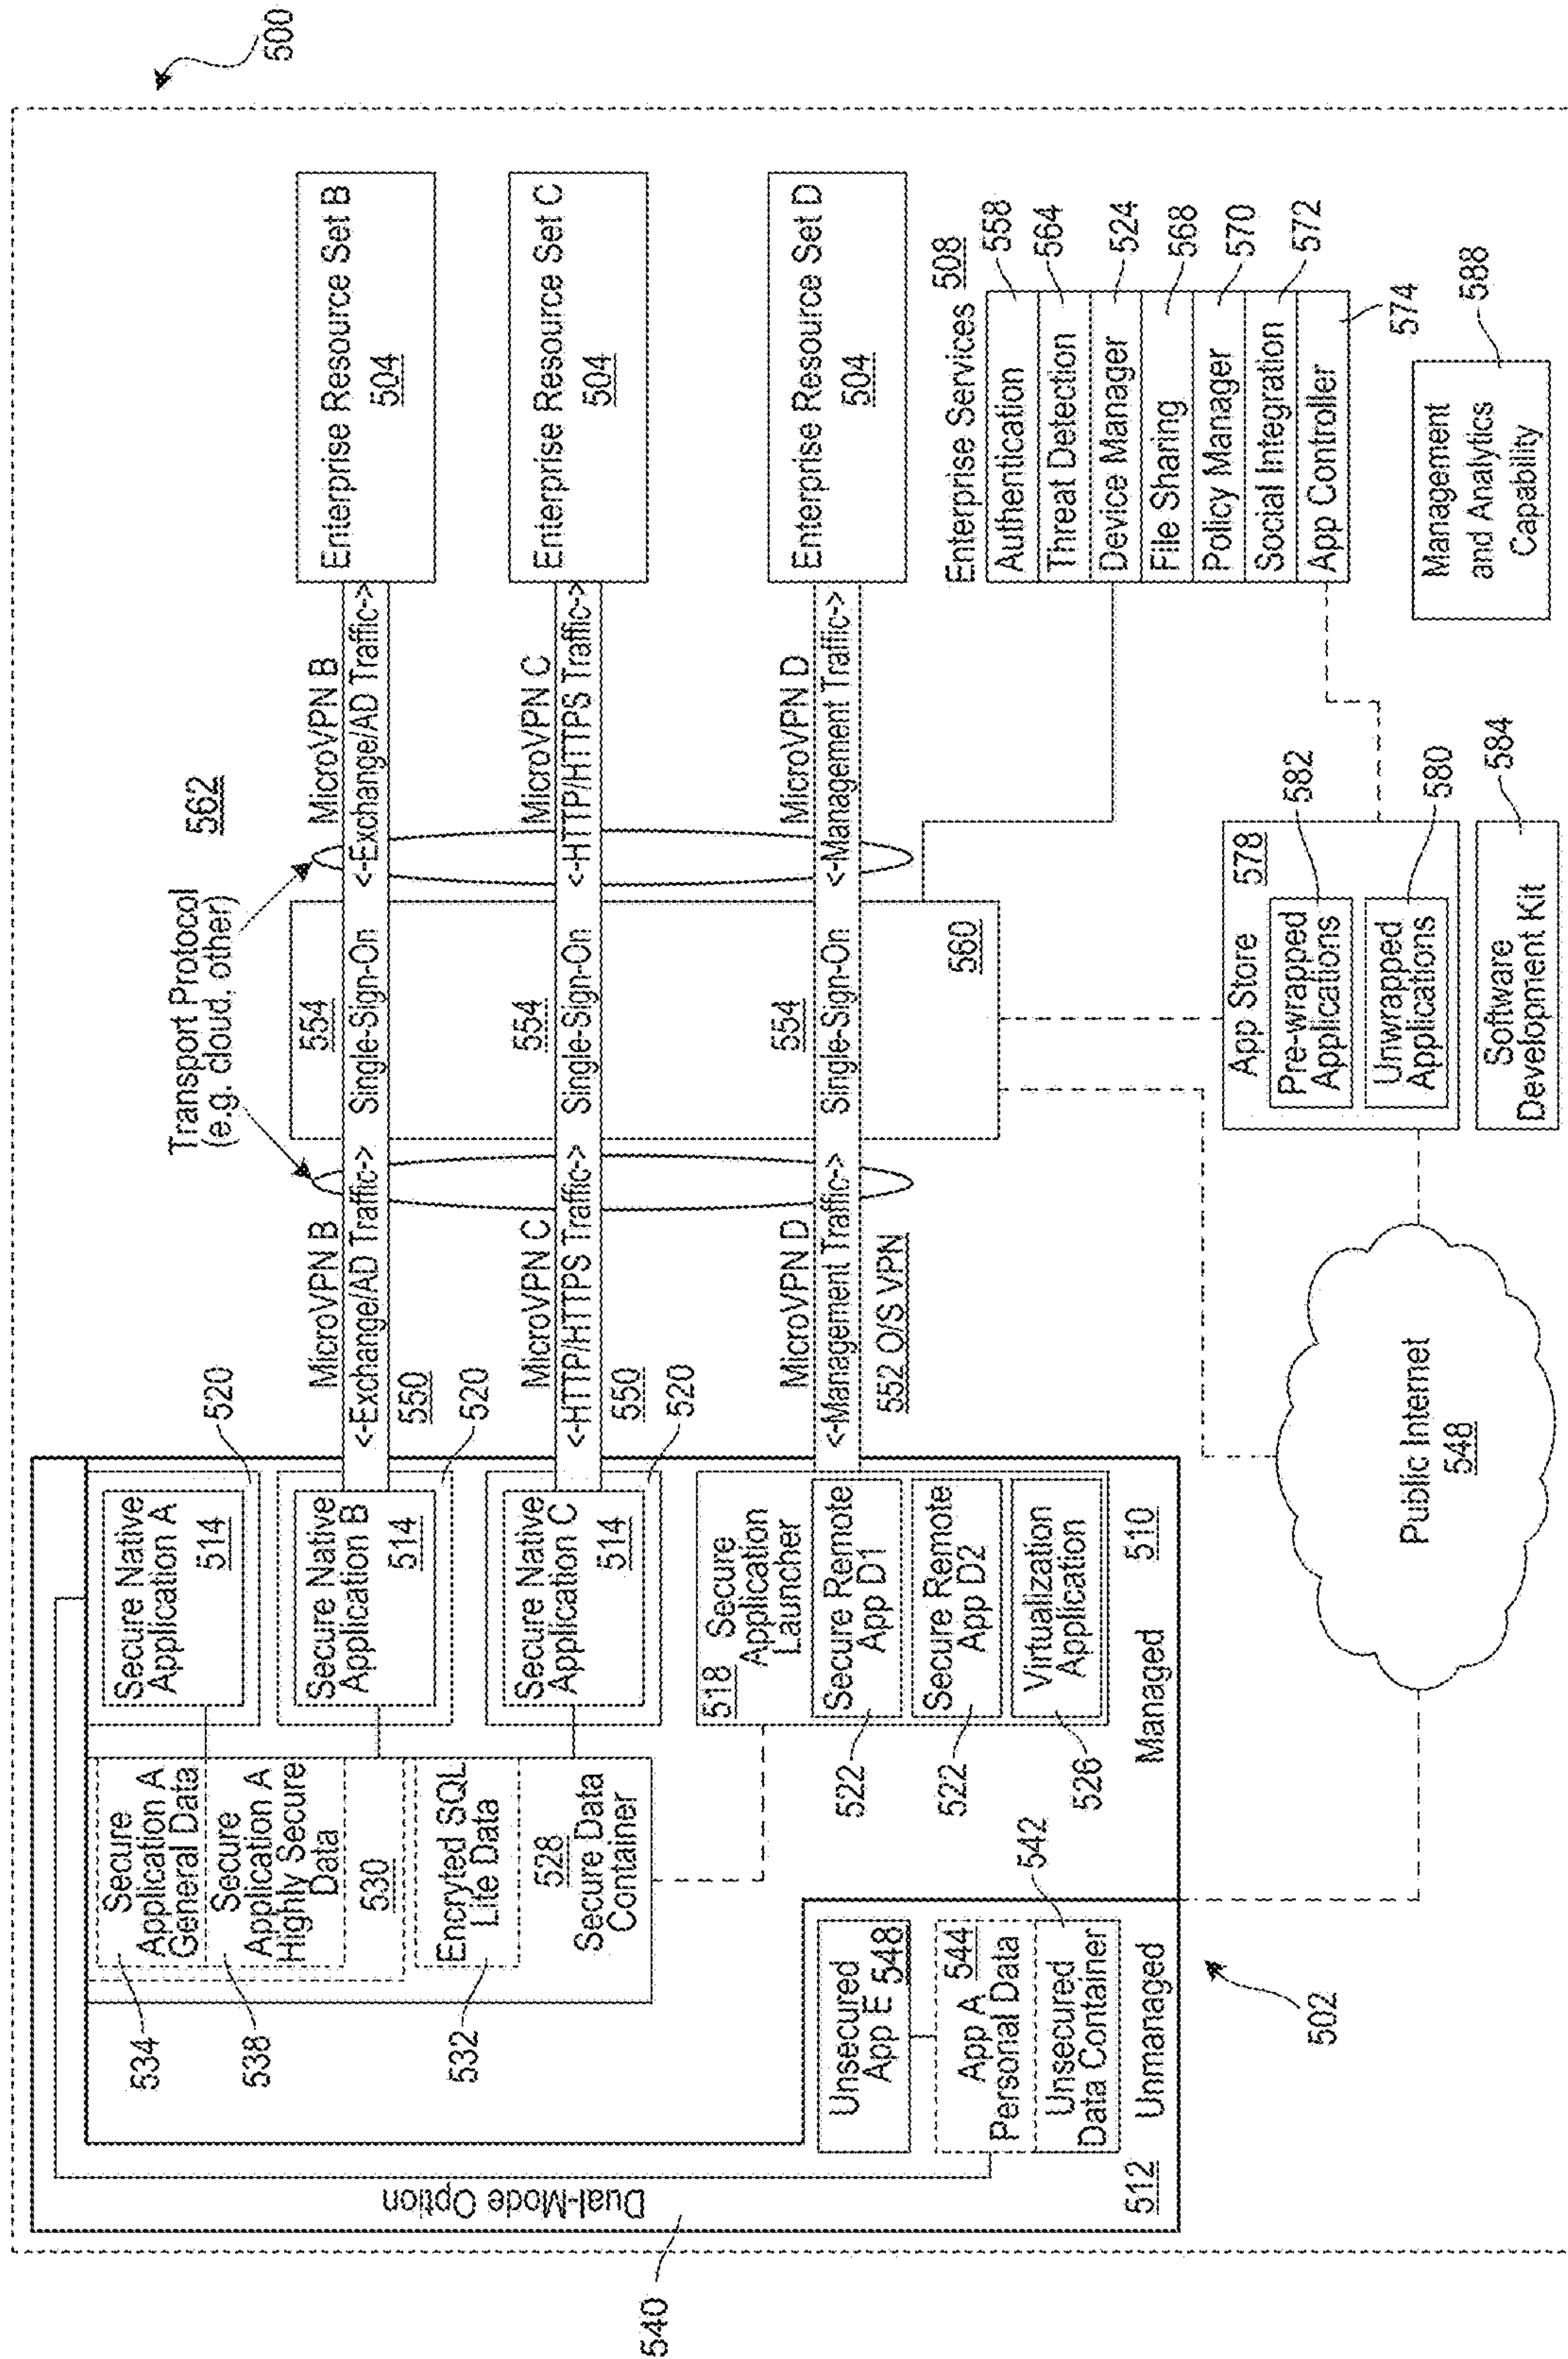 500
Transport Protocol
(e.g. cloud, other)
562
520
Secure Native
Application A
514
Secure
Application A
General Data
534
Secure
Application A
Highly Secure
Data
538
530
Encryted SQL
Lite Data
532
528
Secure Data
Container
Secure Native
Application B
514
520
550
MicroVPN B
<-Exchange/AD Traffic->
554
Single-Sign-On
MicroVPN B
<-Exchange/AD Traffic->
Enterprise Resource Set B
504
Secure Native
Application C
514
520
550
MicroVPN C
<-HTTP/HTTPS Traffic->
554
Single-Sign-On
MicroVPN C
<-HTTP/HTTPS Traffic->
Enterprise Resource Set C
504
518 Secure
Application
Launcher
Secure Remote
App D1
522
Secure Remote
App D2
522
Virtualization
Application
526
MicroVPN D
<-Management Traffic->
552 O/S VPN
554
Single-Sign-On
MicroVPN D
<-Management Traffic->
Enterprise Resource Set D
504
560
Managed
510
Unsecured
App E 548
App A 544
Personal Data
Unsecured
Data Container
542
Unmanaged
512
Dual-Mode Option
540
502
Enterprise Services 508
Authentication
558
Threat Detection
564
Device Manager
524
File Sharing
568
Policy Manager
570
Social Integration
572
App Controller
574
Public Internet
548
App Store 578
Pre-wrapped
Applications
582
Unwrapped
Applications
580
Software
Development Kit
584
Management
and Analytics
Capability
588